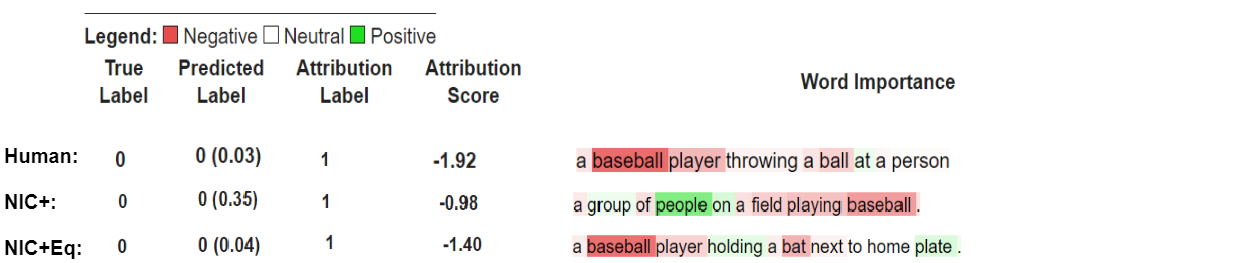 Legend: Negative Neutral Positive
True Label Predicted Label Attribution Label Attribution Score Word Importance
Human: 0 0 (0.03) 1 -1.92 a baseball player throwing a ball at a person
NIC+: 0 0 (0.35) 1 -0.98 a group of people on a field playing baseball .
NIC+Eq: 0 0 (0.04) 1 -1.40 a baseball player holding a bat next to home plate .